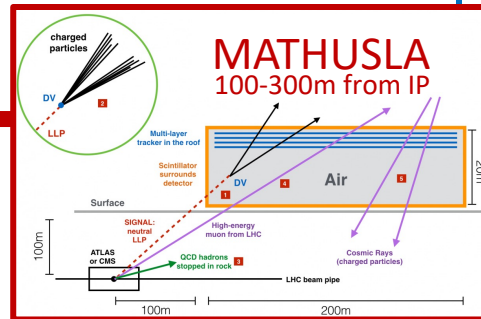 MATHUSLA
100-300m from IP
charged
particles
DV
2
LLP
Multi-layer
tracker in the roof
Scintillator
surrounds
detector
1
DV
4
Air
5
20m
Surface
SIGNAL:
neutral
LLP
High-energy
muon from LHC
Cosmic Rays
(charged particles)
100m
ATLAS
or CMS
QCD hadrons
stopped in rock
3
LHC beam pipe
100m
200m